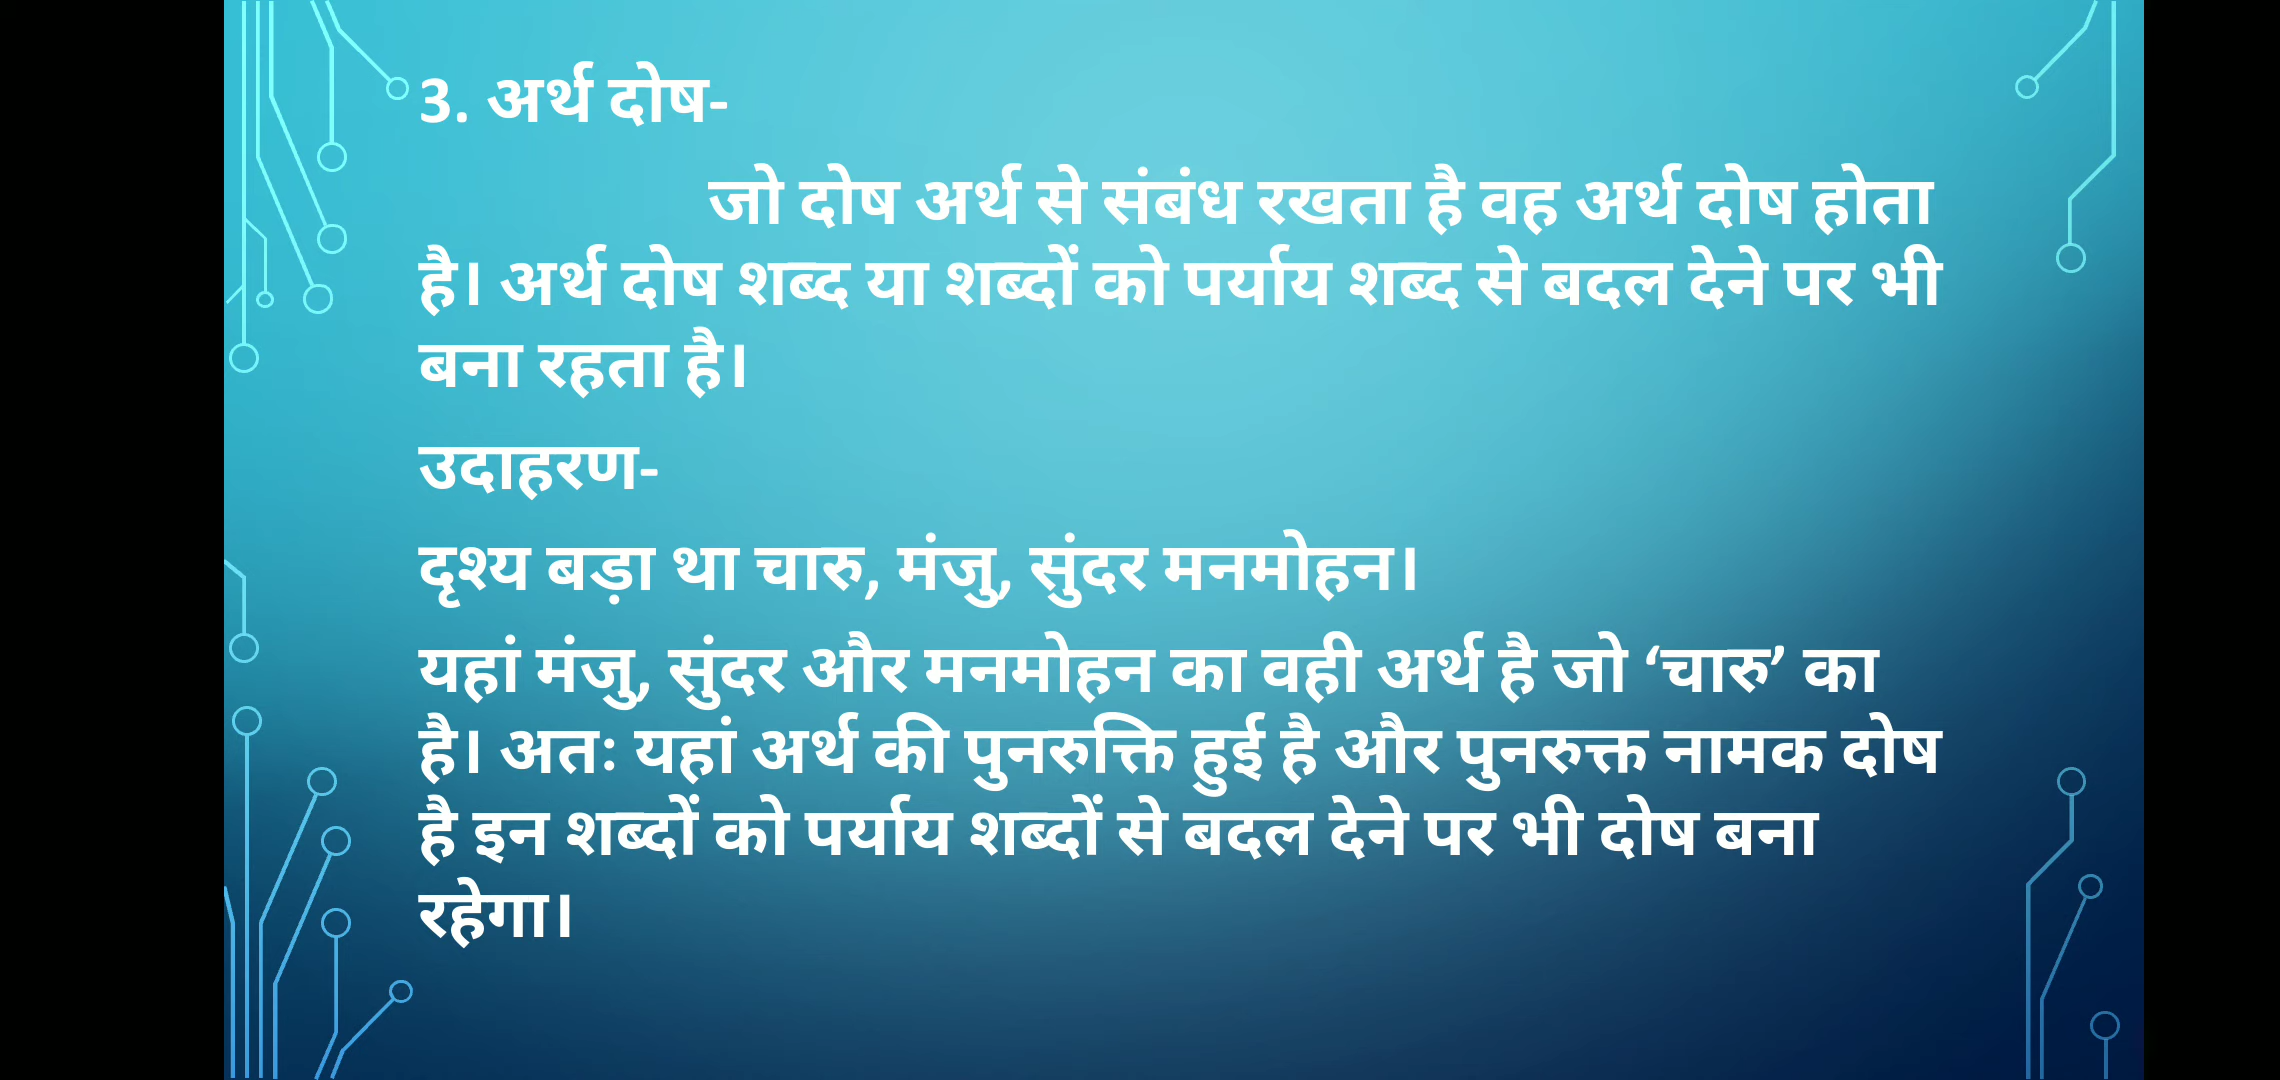 3. अर्थ दोष-
जो दोष अर्थ से संबंध रखता है वह अर्थ दोष होता
है। अर्थ दोष शब्द या शब्दों को पर्याय शब्द से बदल देने पर भी
बना रहता है।
उदाहरण-
दृश्य बड़ा था चारु, मंजु, सुंदर मनमोहन।
यहां मंजु, सुंदर और मनमोहन का वही अर्थ है जो ‘चारु’ का
है। अतः यहां अर्थ की पुनरुक्ति हुई है और पुनरुक्त नामक दोष
है इन शब्दों को पर्याय शब्दों से बदल देने पर भी दोष बना
रहेगा।